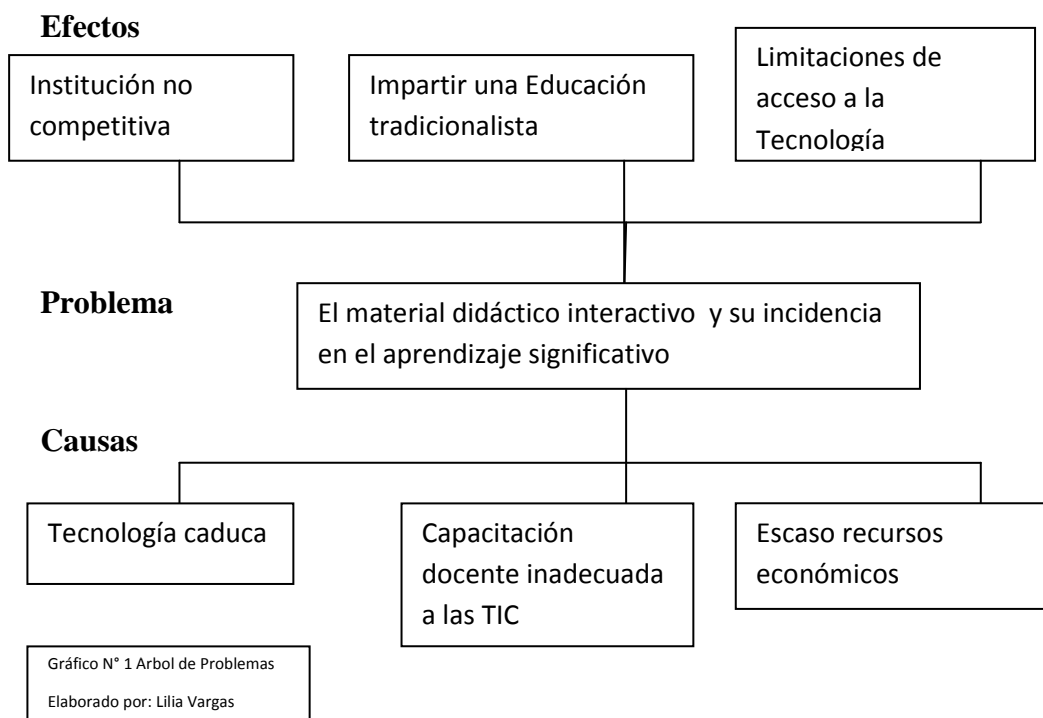 Efectos
Institución no
competitiva
Impartir una Educación
tradicionalista
Limitaciones de
acceso a la
Tecnología
Problema
El material didáctico interactivo  y su incidencia
en el aprendizaje significativo
Causas
Tecnología caduca
Capacitación
docente inadecuada
a las TIC
Escaso recursos
económicos
Gráfico N° 1 Arbol de Problemas
Elaborado por: Lilia Vargas